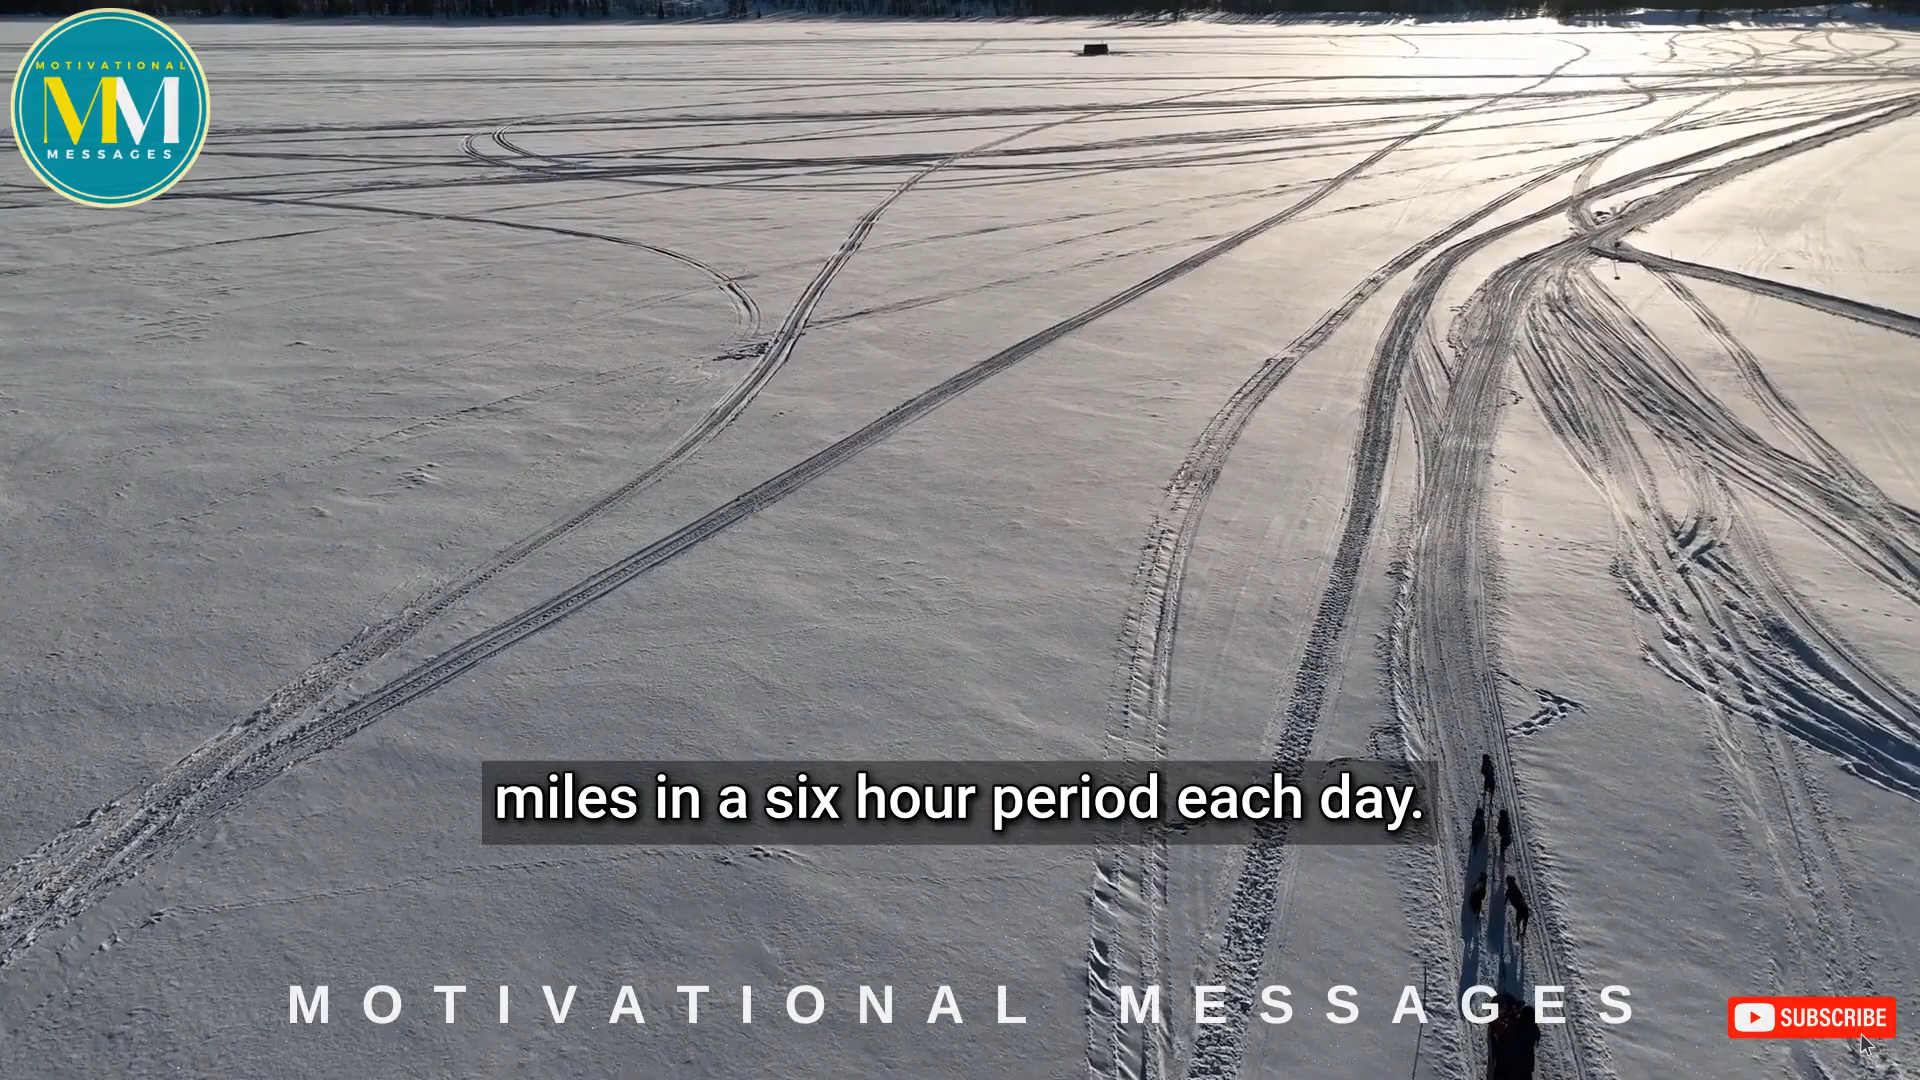 MOTIVATIONAL
MM
MESSAGES
miles in a six hour period each day.
MOTIVATIONAL MESSAGES
SUBSCRIBE